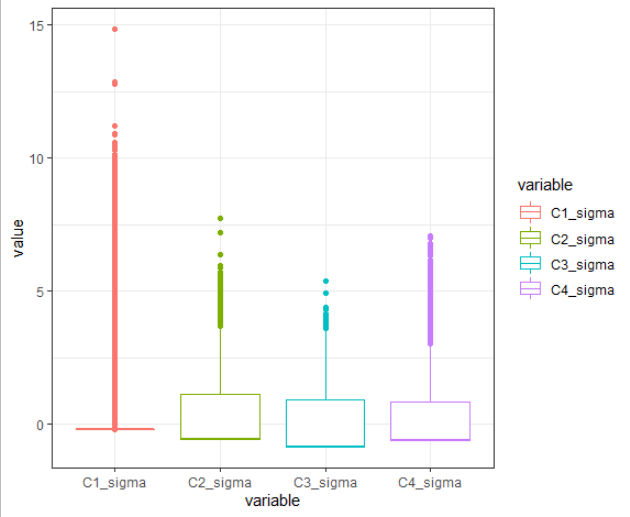 15
10
5
0
value
C1_sigma C2_sigma C3_sigma C4_sigma
variable
variable
C1_sigma
C2_sigma
C3_sigma
C4_sigma